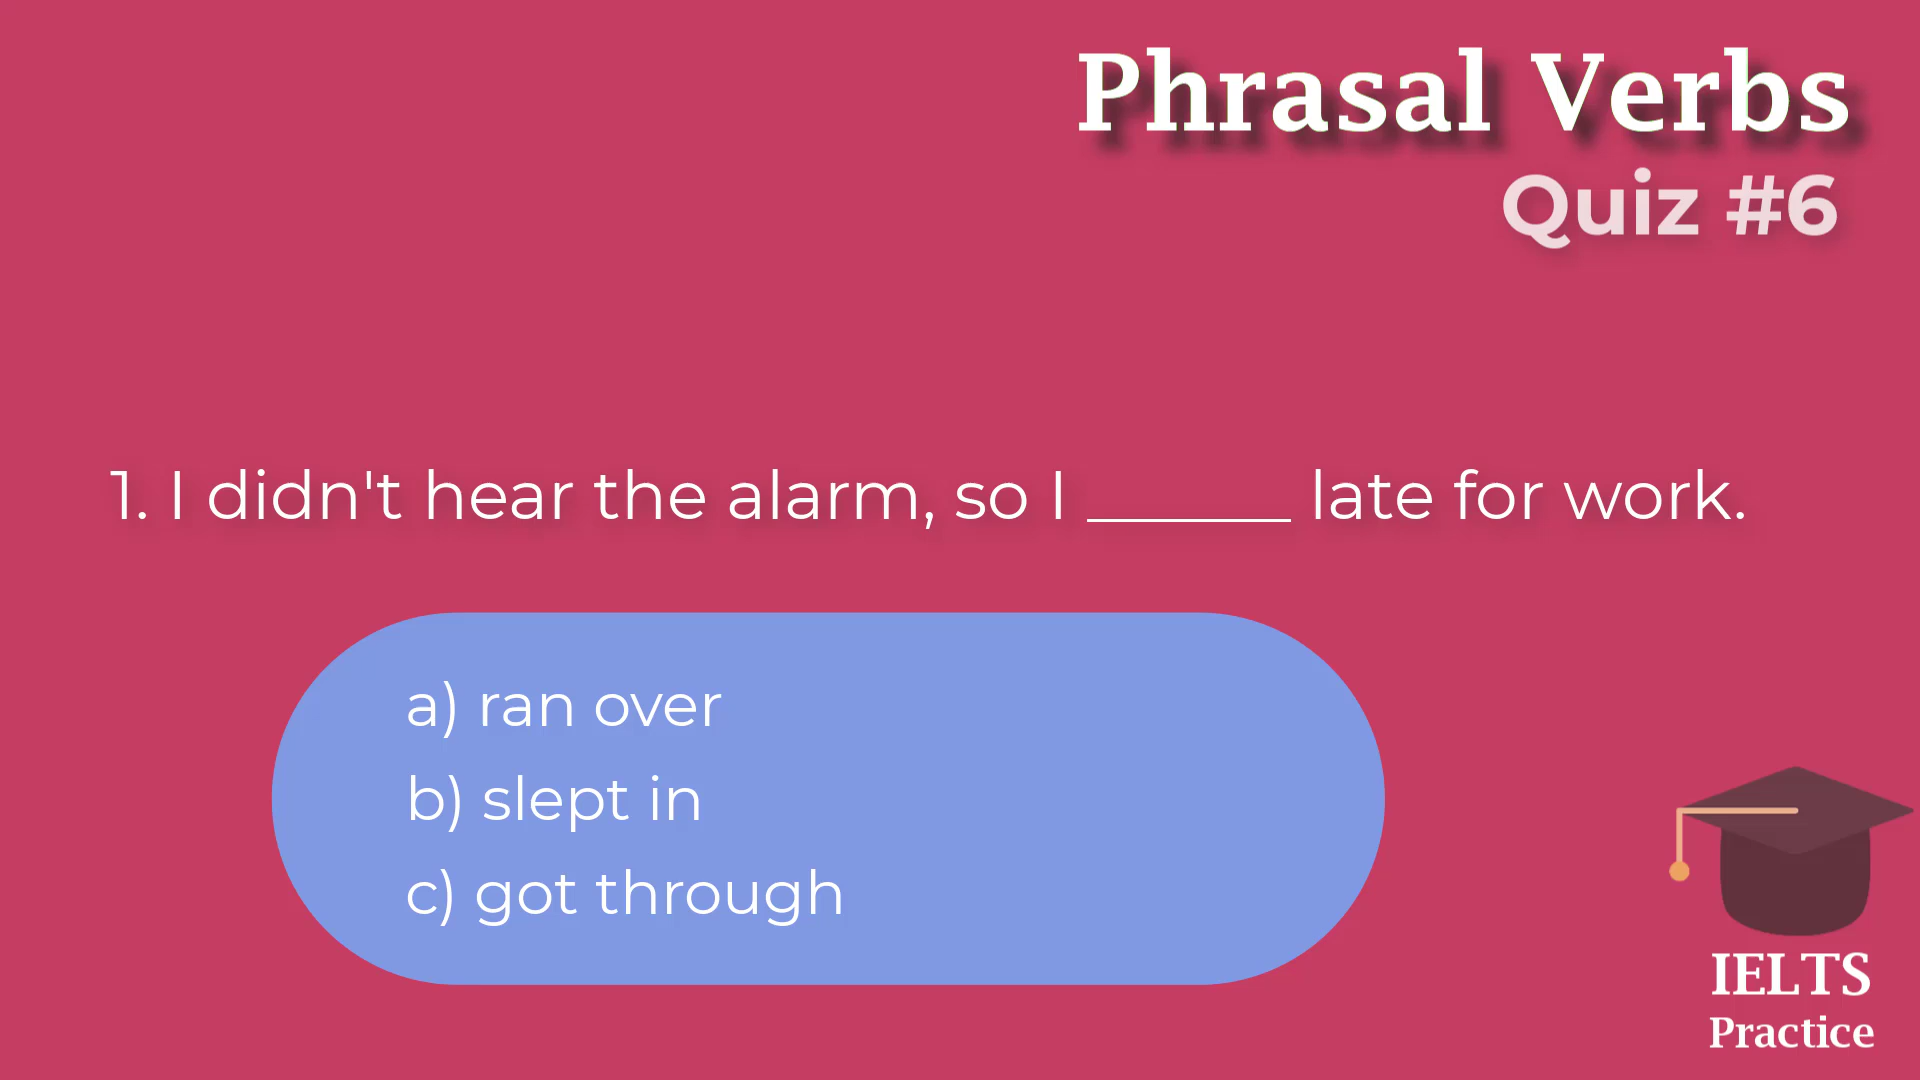 Phrasal Verbs
Quiz #6
1. I didn't hear the alarm, so I ______ late for work.
a) ran over
b) slept in
c) got through
IELTS
Practice